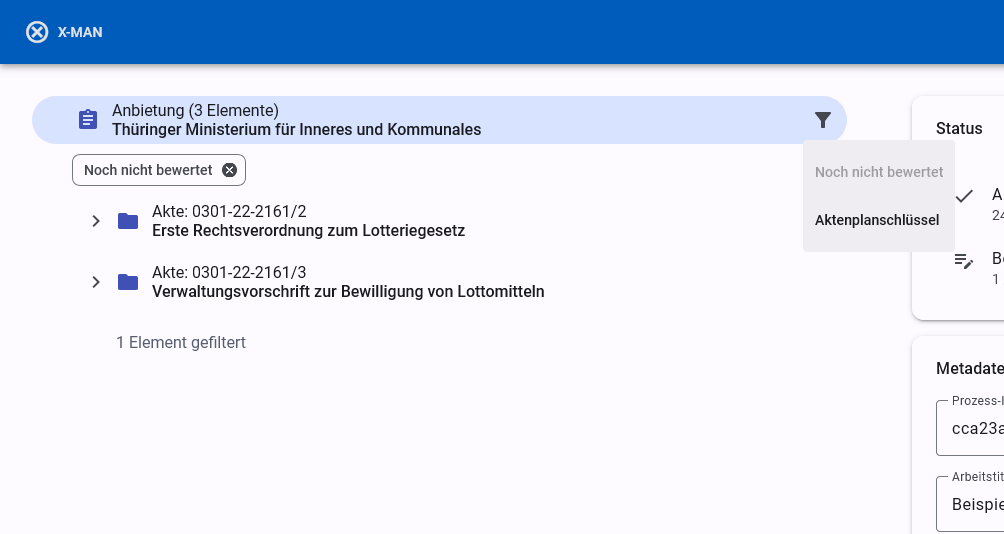 X-MAN
Anbietung (3 Elemente)
Thüringer Ministerium für Inneres und Kommunales
Noch nicht bewertet
Akte: 0301-22-2161/2
Erste Rechtsverordnung zum Lotteriegesetz
Akte: 0301-22-2161/3
Verwaltungsvorschrift zur Bewilligung von Lottomitteln
1 Element gefiltert
Noch nicht bewertet
Aktenplanschlüssel
Status
A
24
Be
1
Metadate
Prozess-I
cca23a
Arbeitstit
Beispie